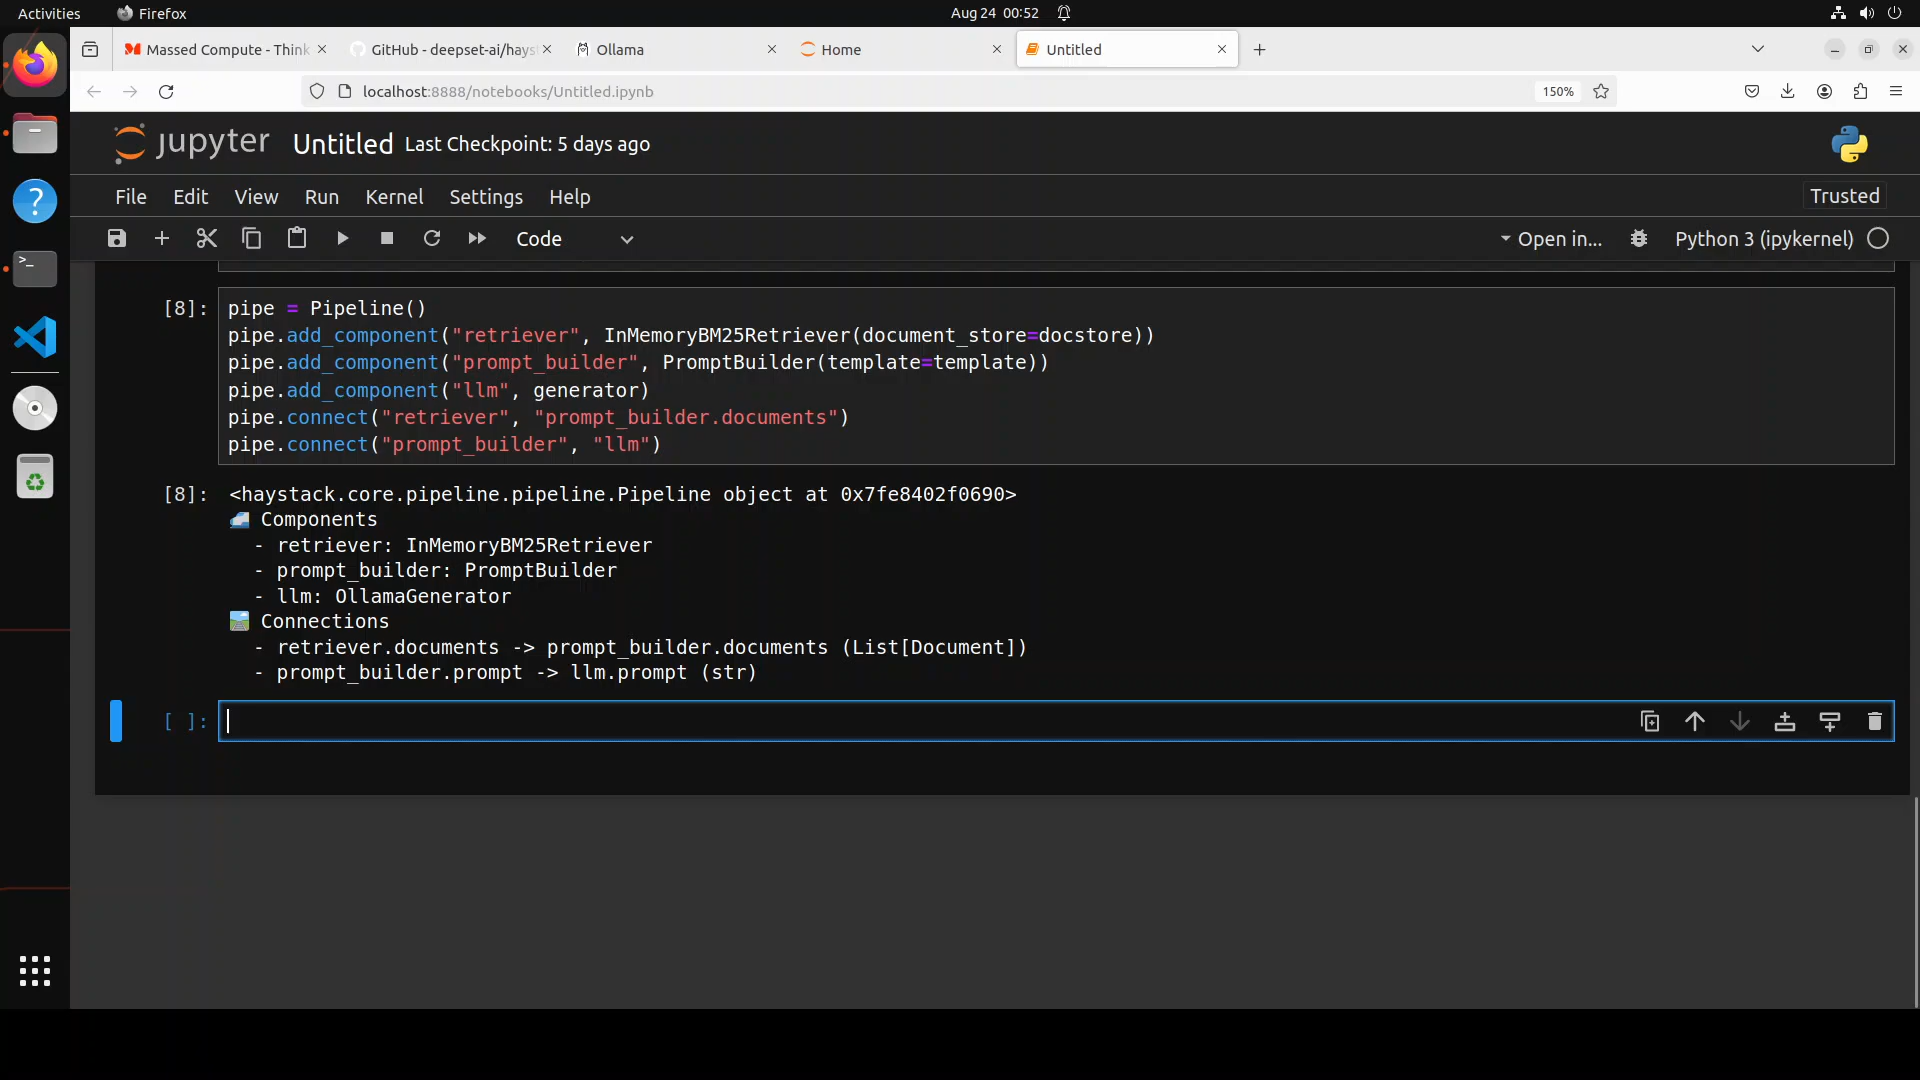 Activities Firefox Aug 24 00:52
Massed Compute - Think GitHub - deepset-ai/hays Ollama Home Untitled
localhost:8888/notebooks/Untitled.ipynb 150%
jupyter Untitled Last Checkpoint: 5 days ago
File Edit View Run Kernel Settings Help Trusted
Code Open in... Python 3 (ipykernel)
[8]: pipe = Pipeline()
pipe.add_component("retriever", InMemoryBM25Retriever(document_store=docstore))
pipe.add_component("prompt_builder", PromptBuilder(template=template))
pipe.add_component("llm", generator)
pipe.connect("retriever", "prompt_builder.documents")
pipe.connect("prompt_builder", "llm")
[8]: <haystack.core.pipeline.pipeline.Pipeline object at 0x7fe8402f0690>
🚅 Components
- retriever: InMemoryBM25Retriever
- prompt_builder: PromptBuilder
- llm: OllamaGenerator
🛤️ Connections
- retriever.documents -> prompt_builder.documents (List[Document])
- prompt_builder.prompt -> llm.prompt (str)
[ ]: